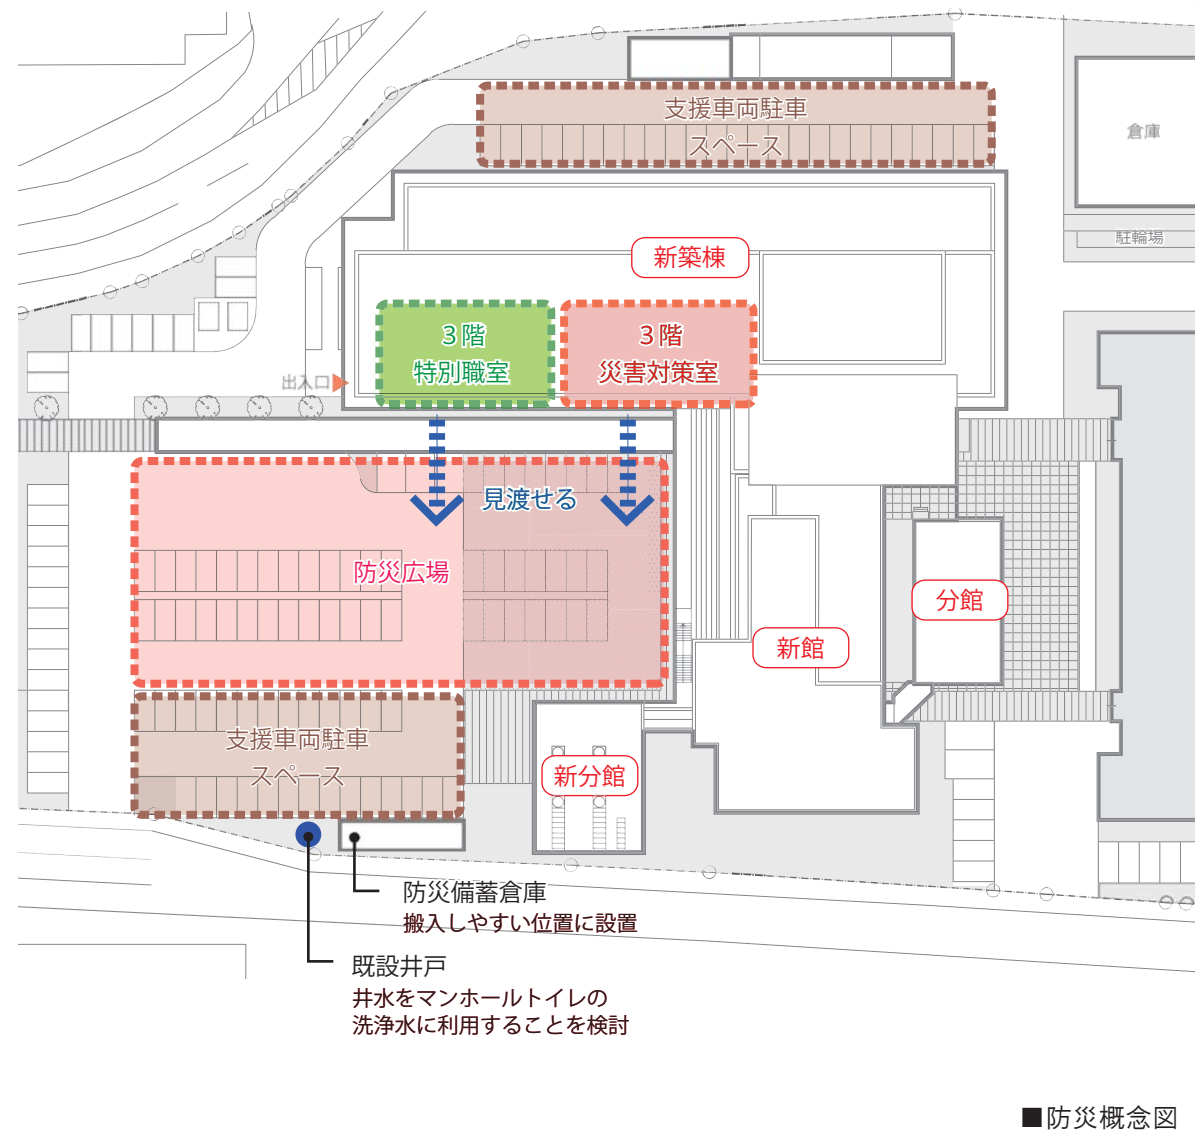 支援車両駐車
スペース
倉庫
駐輪場
新築棟
3階
特別職室
3階
災害対策室
出入口
見渡せる
防災広場
分館
新館
支援車両駐車
スペース
新分館
防災備蓄倉庫
搬入しやすい位置に設置
既設井戸
井水をマンホールトイレの
洗浄水に利用することを検討
■防災概念図